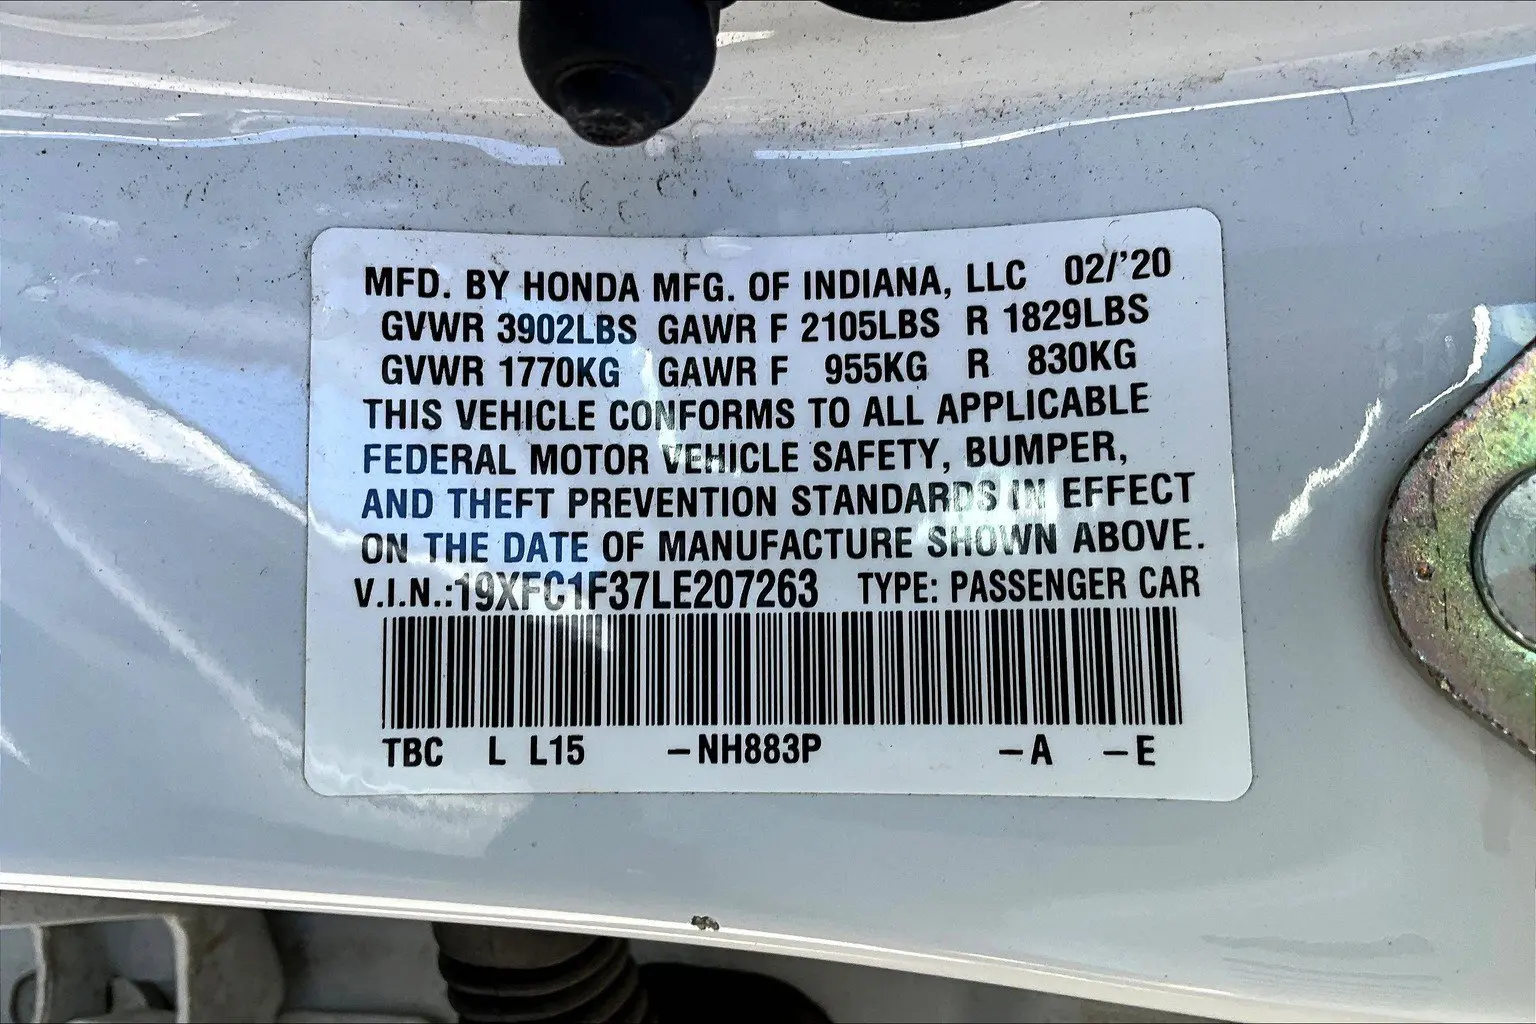 MFD. BY HONDA MFG. OF INDIANA, LLC 02/'20
GVWR 3902LBS GAWR F 2105LBS R 1829LBS
GVWR 1770KG GAWR F 955KG R 830KG
THIS VEHICLE CONFORMS TO ALL APPLICABLE
FEDERAL MOTOR VEHICLE SAFETY, BUMPER,
AND THEFT PREVENTION STANDARDS IN EFFECT
ON THE DATE OF MANUFACTURE SHOWN ABOVE.
V.I.N.:19XFC1F37LE207263 TYPE: PASSENGER CAR
TBC L L15 –NH883P –A –E